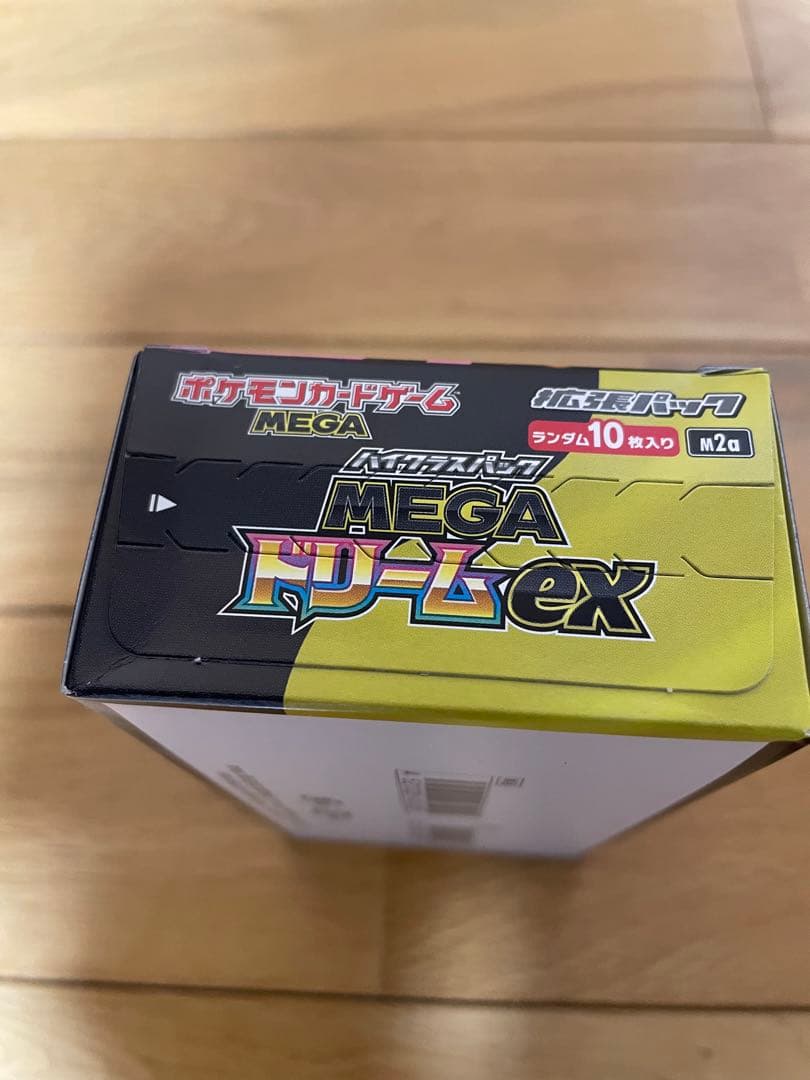 ポケモンカードゲーム
MEGA
拡張パック
ランダム10枚入り
M2a
ハイクラスパック
MEGA
ドリームex